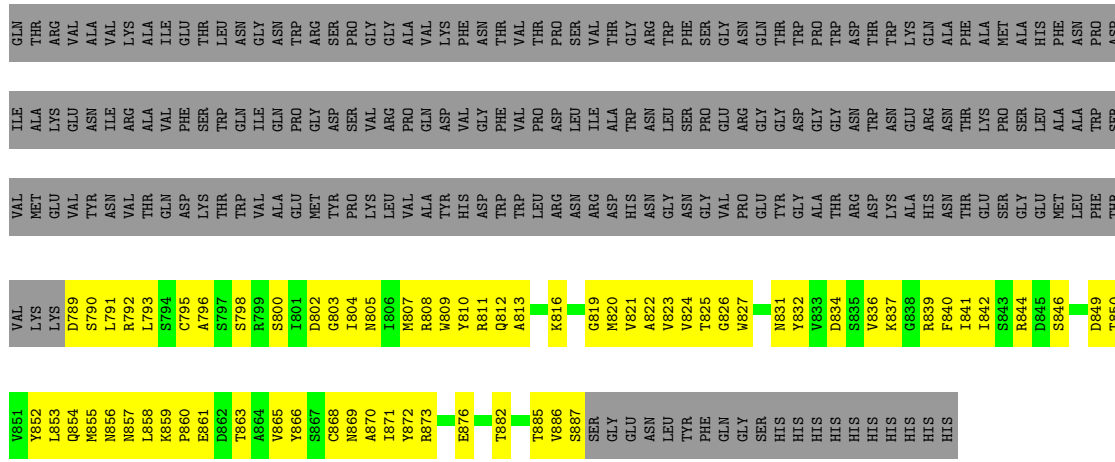 GLN THR ARG VAL ALA VAL LYS ALA ILE GLU THR LEU ASN GLY ASN TRP ARG SER PRO GLY GLY ALA VAL LYS PHE ASN THR VAL THR PRO SER VAL THR GLY ARG TRP PHE SER GLY ASN GLN THR TRP PRO TRP ASP THR TRP LYS GLN ALA PHE ALA MET ALA HIS PHE ASN PRO ASP
ILE ALA LYS GLU ASN ILE ARG ALA VAL PHE SER TRP GLN ILE GLN PRO GLY ASP SER VAL ARG PRO GLN ASP VAL GLY PHE VAL PRO ASP LEU ILE ALA TRP ASN LEU SER PRO GLU ARG GLY GLY ASP GLY GLY ASN TRP ASN GLU ARG ASN THR LYS PRO SER LEU ALA ALA TRP SER
VAL MET GLU VAL TYR ASN VAL THR GLN ASP LYS THR TRP VAL ALA GLU MET TYR PRO LYS LEU VAL ALA TYR HIS ASP TRP TRP LEU ARG ASN ARG ASP HIS ASN GLY ASN GLY VAL PRO GLU TYR GLY ALA THR ARG ASP LYS ALA HIS ASN THR GLU SER GLY GLU MET LEU PHE THR
VAL LYS LYS D789 S790 L791 R792 L793 S794 C795 A796 S797 S798 R799 S800 I801 D802 G803 I804 N805 I806 M807 R808 W809 Y810 R811 Q812 A813 K816 G819 M820 V821 A822 V823 V824 T825 G826 W827 N831 Y832 V833 D834 S835 V836 K837 G838 R839 F840 I841 I842 S843 R844 D845 S846 D849 T850
V851 Y852 L853 Q854 M855 N856 N857 L858 K859 P860 E861 D862 T863 A864 V865 Y866 S867 C868 N869 A870 I871 Y872 R873 E876 T882 T885 V886 S887 SER GLY GLU ASN LEU TYR PHE GLN GLY SER HIS HIS HIS HIS HIS HIS HIS HIS HIS HIS